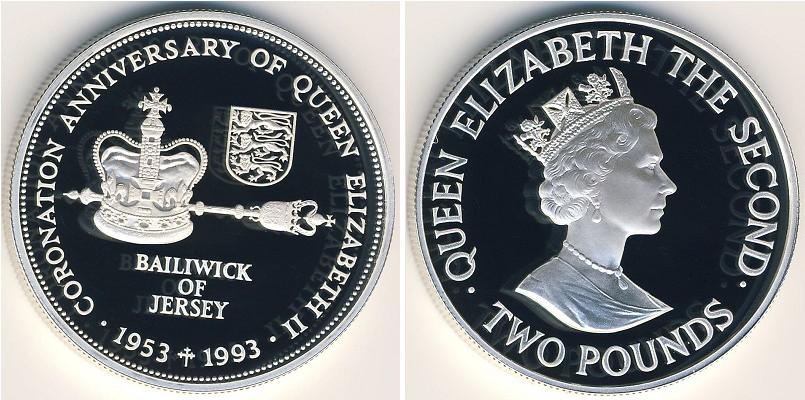 CORONATION ANNIVERSARY OF QUEEN ELIZABETH II
BAILIWICK
OF
JERSEY
· 1953 ✝ 1993 ·
· QUEEN ELIZABETH THE SECOND ·
TWO POUNDS